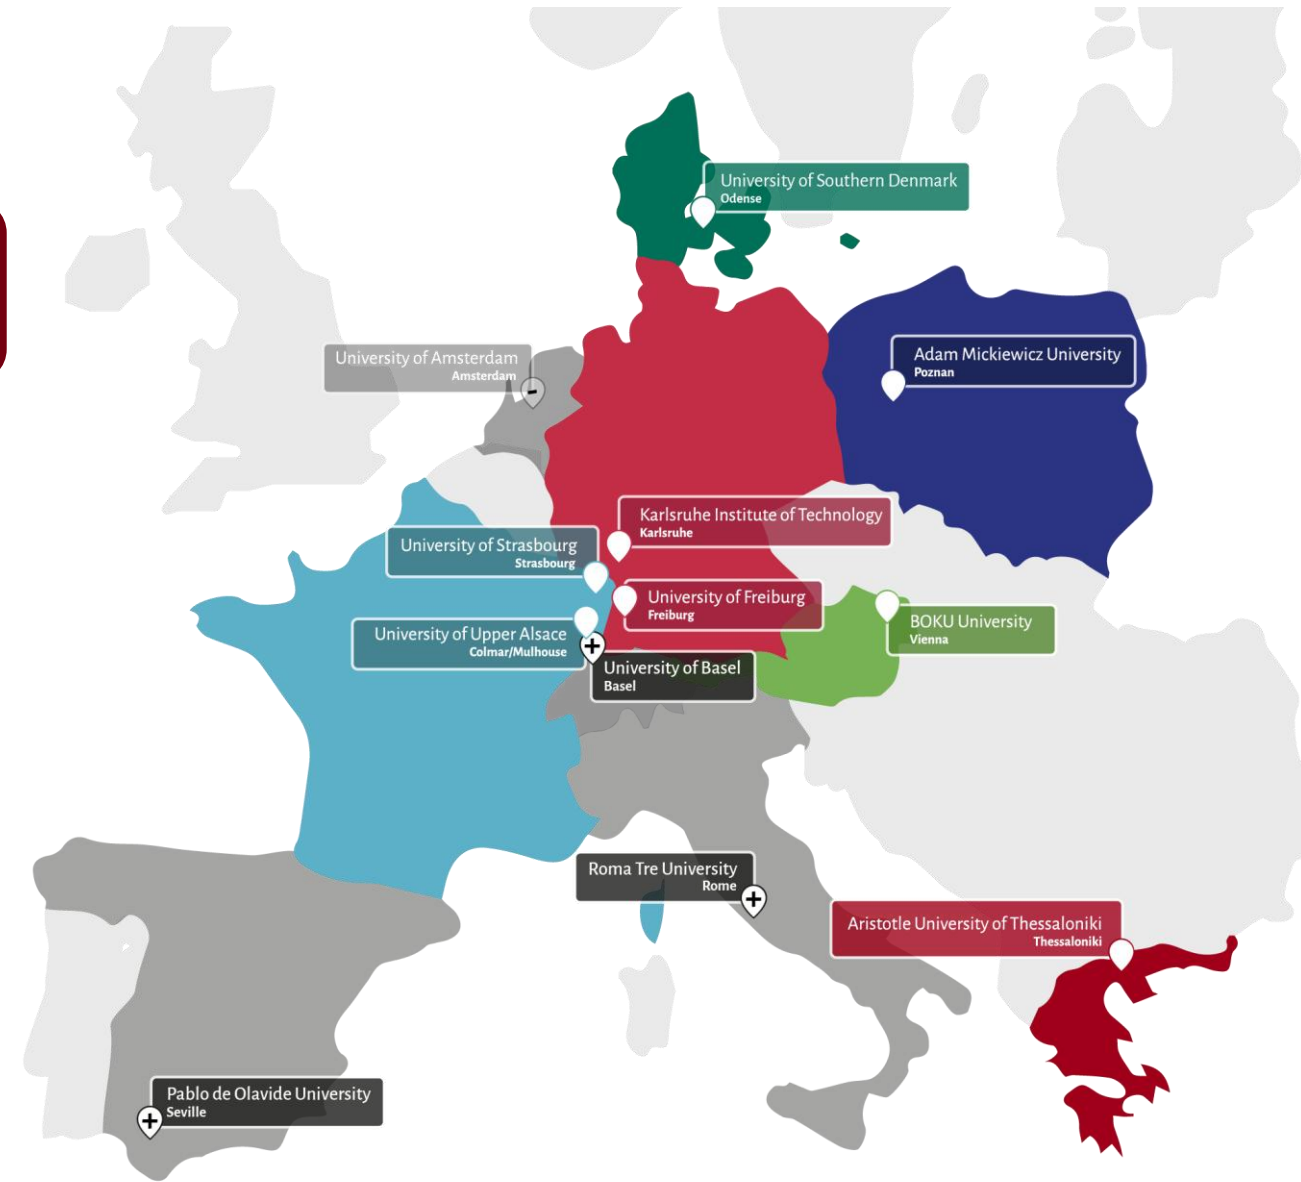 University of Southern Denmark
Odense
University of Amsterdam
Amsterdam
Adam Mickiewicz University
Poznan
Karlsruhe Institute of Technology
Karlsruhe
University of Strasbourg
Strasbourg
University of Freiburg
Freiburg
BOKU University
Vienna
University of Upper Alsace
Colmar/Mulhouse
University of Basel
Basel
Roma Tre University
Rome
Aristotle University of Thessaloniki
Thessaloniki
Pablo de Olavide University
Seville